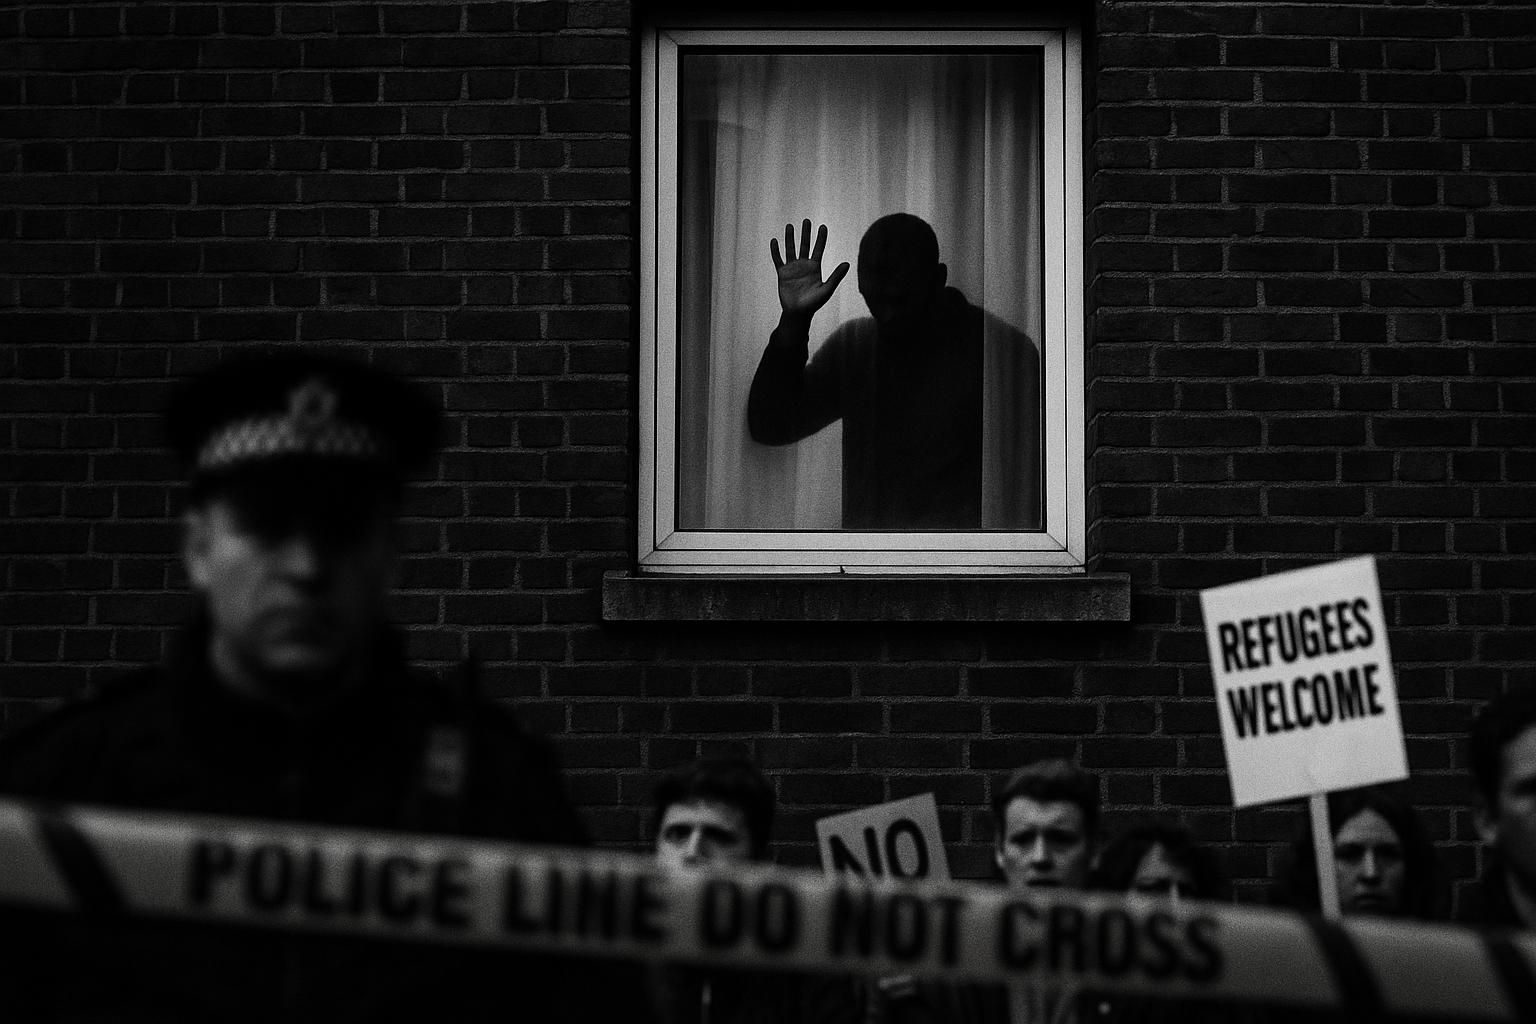 REFUGEES
WELCOME
NO
POLICE LINE DO NOT CROSS